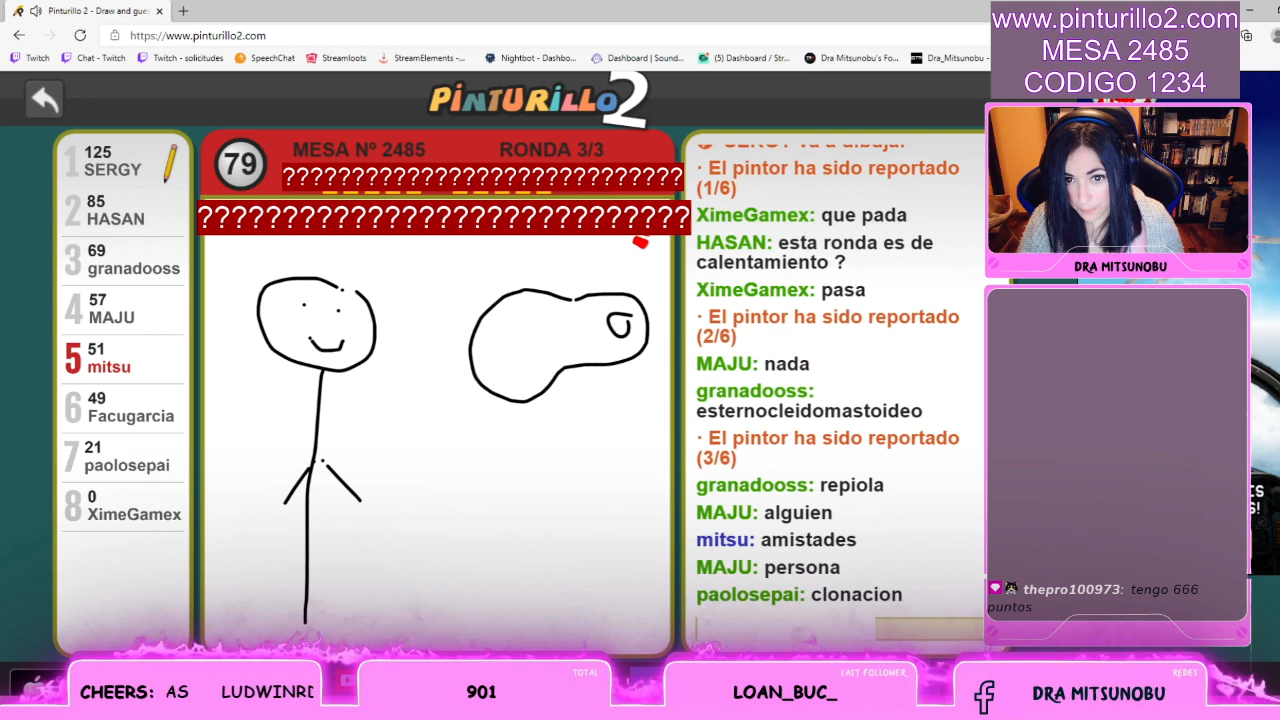 Pinturillo 2 - Draw and gues
https://www.pinturillo2.com
Twitch
Chat - Twitch
Twitch - solicitudes
SpeechChat
Streamloots
StreamElements -...
Nightbot - Dashbo...
Dashboard | Sound...
(5) Dashboard / Str...
Dra Mitsunobu's Fo...
Dra_Mitsunobu -
www.pinturillo2.com
MESA 2485
CODIGO 1234
PINTURILLO2
1 125
SERGY
2 85
HASAN
3 69
granadooss
4 57
MAJU
5 51
mitsu
6 49
Facugarcia
7 21
paolosepai
8 0
XimeGamex
79
MESA Nº 2485 RONDA 3/3
?????????????????????????????
?????????????????????????????
SERGY va a dibujar
· El pintor ha sido reportado
(1/6)
XimeGamex: que pada
HASAN: esta ronda es de
calentamiento ?
XimeGamex: pasa
· El pintor ha sido reportado
(2/6)
MAJU: nada
granadooss:
esternocleidomastoideo
· El pintor ha sido reportado
(3/6)
granadooss: repiola
MAJU: alguien
mitsu: amistades
MAJU: persona
paolosepai: clonacion
DRA MITSUNOBU
thepro100973: tengo 666
puntos
CHEERS: AS LUDWINRI
TOTAL
901
LAST FOLLOWER
LOAN_BUC_
REDES
DRA MITSUNOBU